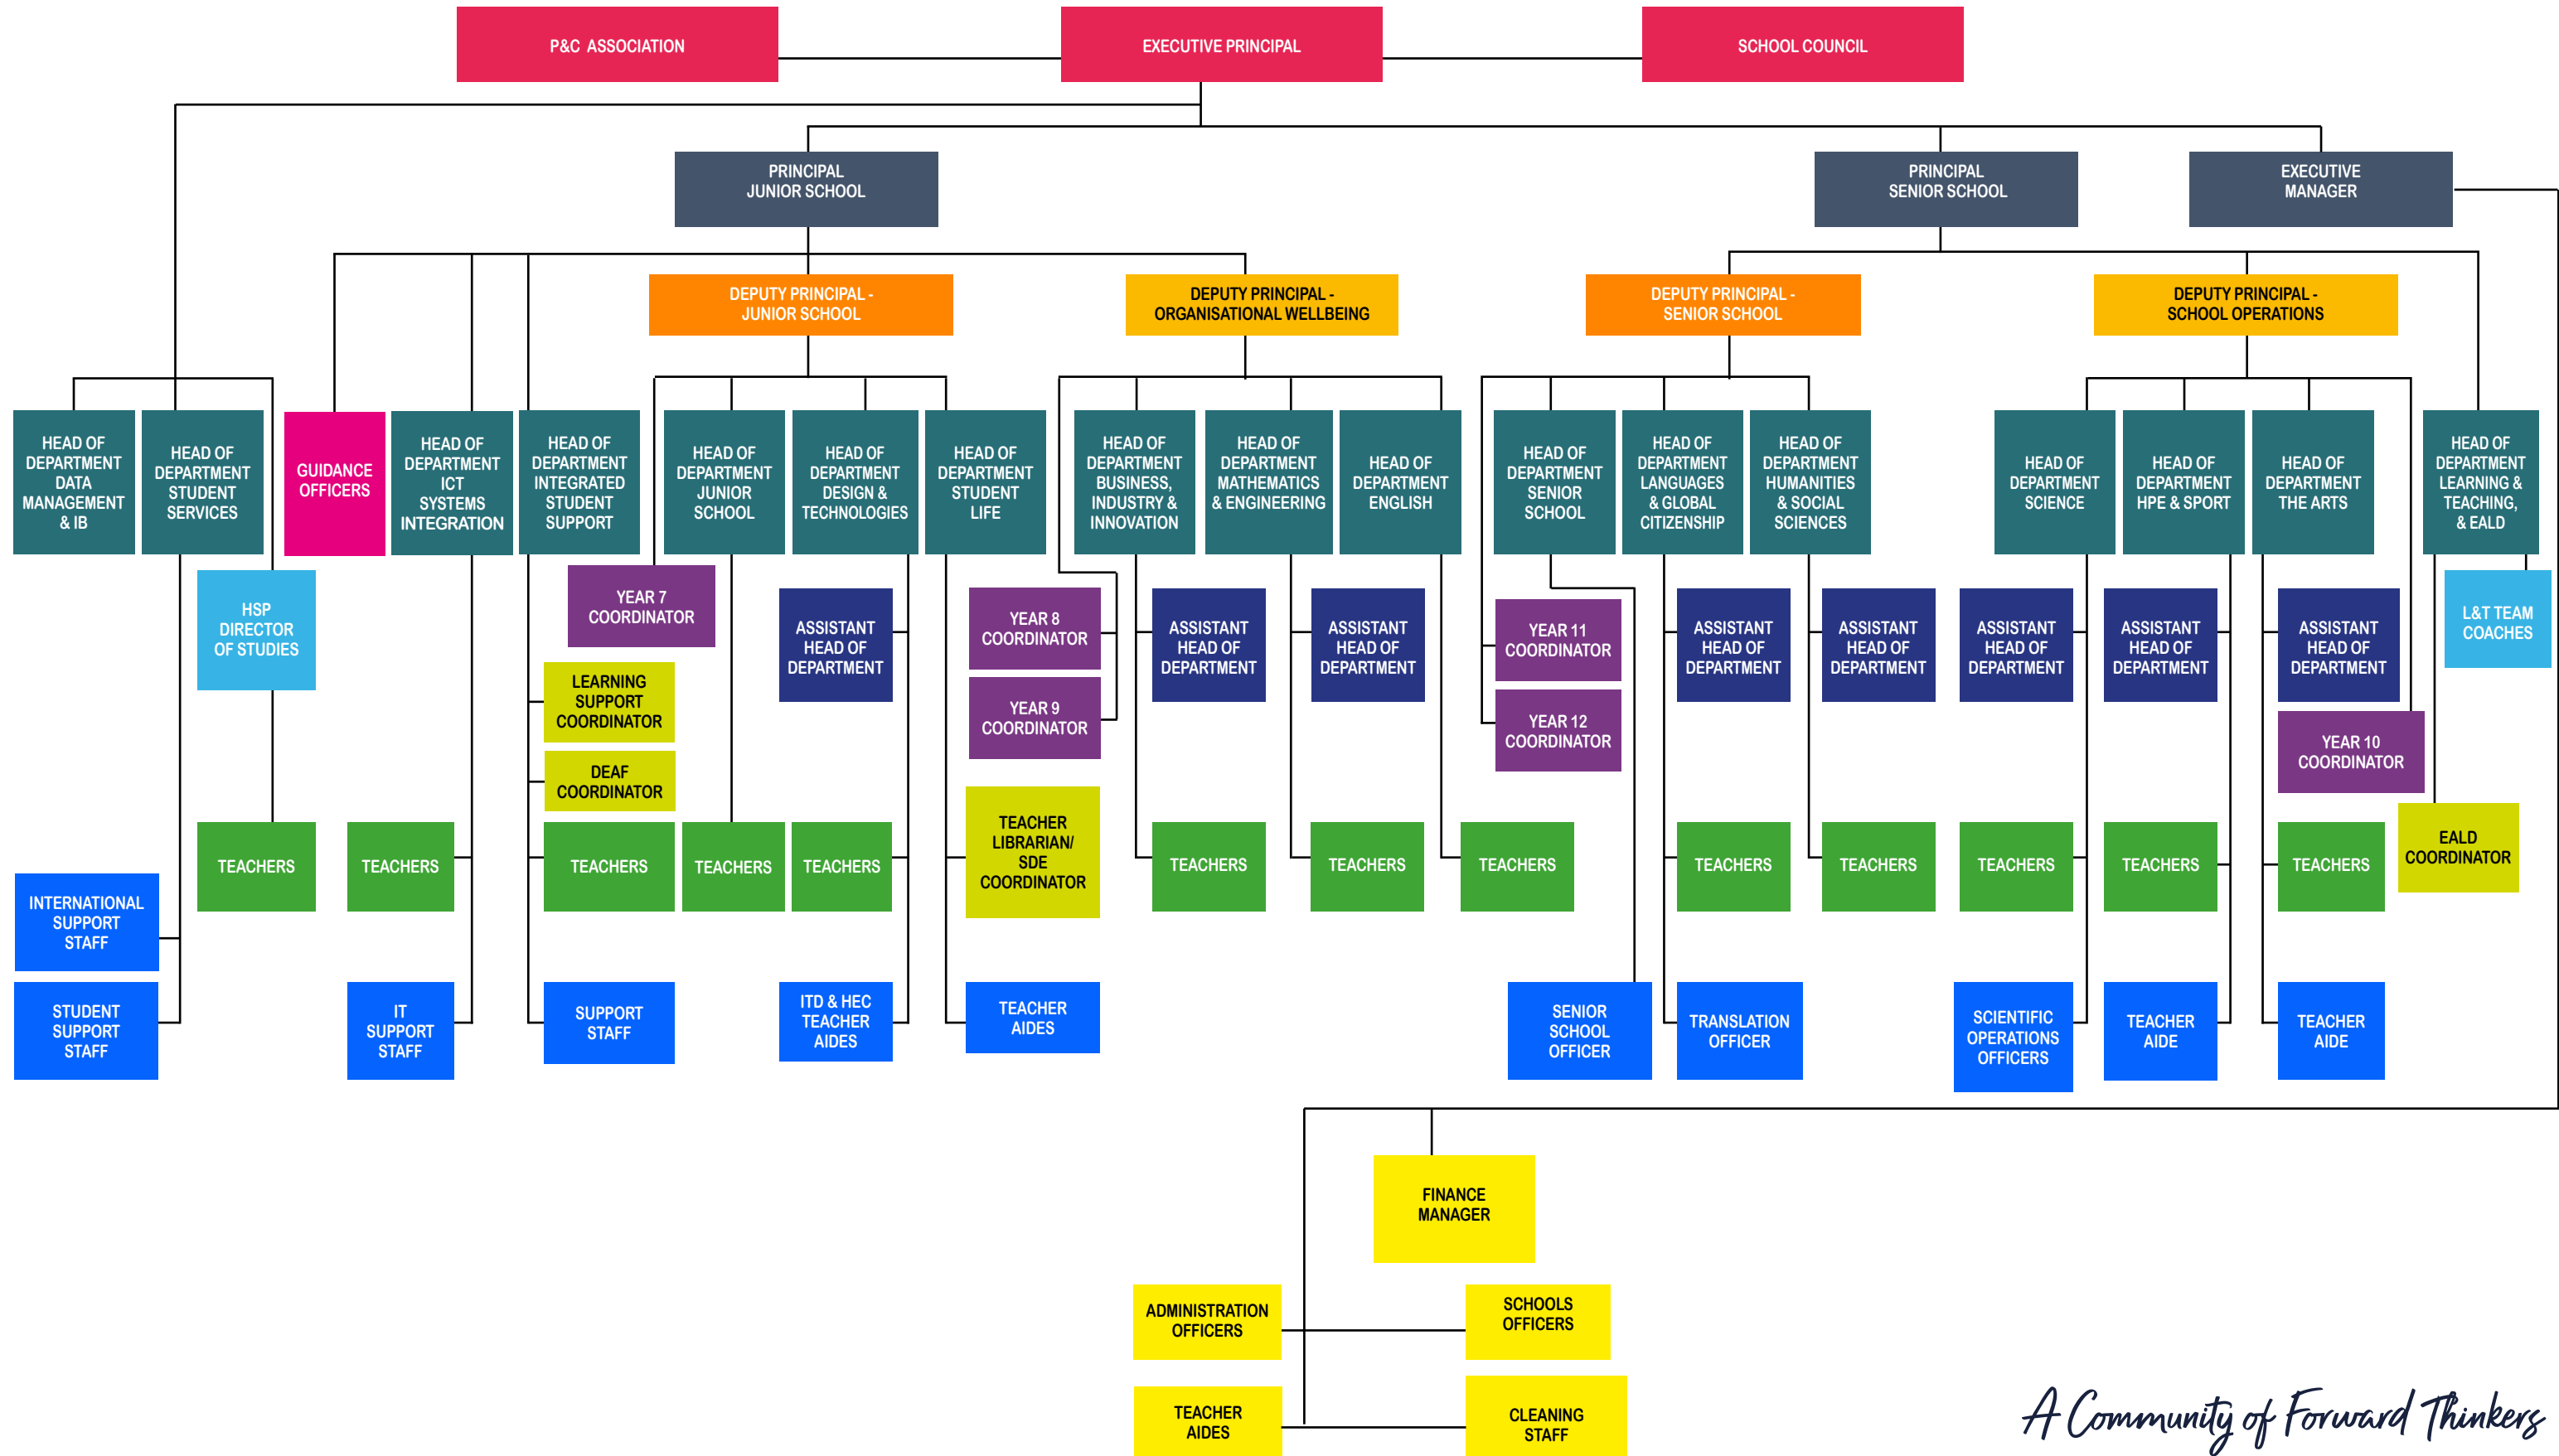 P&C ASSOCIATION
EXECUTIVE PRINCIPAL
SCHOOL COUNCIL
PRINCIPAL
JUNIOR SCHOOL
PRINCIPAL
SENIOR SCHOOL
EXECUTIVE
MANAGER
DEPUTY PRINCIPAL -
JUNIOR SCHOOL
DEPUTY PRINCIPAL -
ORGANISATIONAL WELLBEING
DEPUTY PRINCIPAL -
SENIOR SCHOOL
DEPUTY PRINCIPAL -
SCHOOL OPERATIONS
HEAD OF
DEPARTMENT
DATA
MANAGEMENT
& IB
HEAD OF
DEPARTMENT
STUDENT
SERVICES
GUIDANCE
OFFICERS
HEAD OF
DEPARTMENT
ICT
SYSTEMS
INTEGRATION
HEAD OF
DEPARTMENT
INTEGRATED
STUDENT
SUPPORT
HEAD OF
DEPARTMENT
JUNIOR
SCHOOL
HEAD OF
DEPARTMENT
DESIGN &
TECHNOLOGIES
HEAD OF
DEPARTMENT
STUDENT
LIFE
HEAD OF
DEPARTMENT
BUSINESS,
INDUSTRY &
INNOVATION
HEAD OF
DEPARTMENT
MATHEMATICS
& ENGINEERING
HEAD OF
DEPARTMENT
ENGLISH
HEAD OF
DEPARTMENT
SENIOR
SCHOOL
HEAD OF
DEPARTMENT
LANGUAGES
& GLOBAL
CITIZENSHIP
HEAD OF
DEPARTMENT
HUMANITIES
& SOCIAL
SCIENCES
HEAD OF
DEPARTMENT
SCIENCE
HEAD OF
DEPARTMENT
HPE & SPORT
HEAD OF
DEPARTMENT
THE ARTS
HEAD OF
DEPARTMENT
LEARNING &
TEACHING,
& EALD
HSP
DIRECTOR
OF STUDIES
YEAR 7
COORDINATOR
ASSISTANT
HEAD OF
DEPARTMENT
YEAR 8
COORDINATOR
ASSISTANT
HEAD OF
DEPARTMENT
ASSISTANT
HEAD OF
DEPARTMENT
YEAR 11
COORDINATOR
ASSISTANT
HEAD OF
DEPARTMENT
ASSISTANT
HEAD OF
DEPARTMENT
ASSISTANT
HEAD OF
DEPARTMENT
ASSISTANT
HEAD OF
DEPARTMENT
ASSISTANT
HEAD OF
DEPARTMENT
L&T TEAM
COACHES
LEARNING
SUPPORT
COORDINATOR
YEAR 9
COORDINATOR
YEAR 12
COORDINATOR
YEAR 10
COORDINATOR
DEAF
COORDINATOR
TEACHERS
TEACHERS
TEACHERS
TEACHERS
TEACHERS
TEACHER
LIBRARIAN/
SDE
COORDINATOR
TEACHERS
TEACHERS
TEACHERS
TEACHERS
TEACHERS
TEACHERS
TEACHERS
TEACHERS
EALD
COORDINATOR
INTERNATIONAL
SUPPORT
STAFF
STUDENT
SUPPORT
STAFF
IT
SUPPORT
STAFF
SUPPORT
STAFF
ITD & HEC
TEACHER
AIDES
TEACHER
AIDES
SENIOR
SCHOOL
OFFICER
TRANSLATION
OFFICER
SCIENTIFIC
OPERATIONS
OFFICERS
TEACHER
AIDE
TEACHER
AIDE
FINANCE
MANAGER
ADMINISTRATION
OFFICERS
SCHOOLS
OFFICERS
TEACHER
AIDES
CLEANING
STAFF
A Community of Forward Thinkers